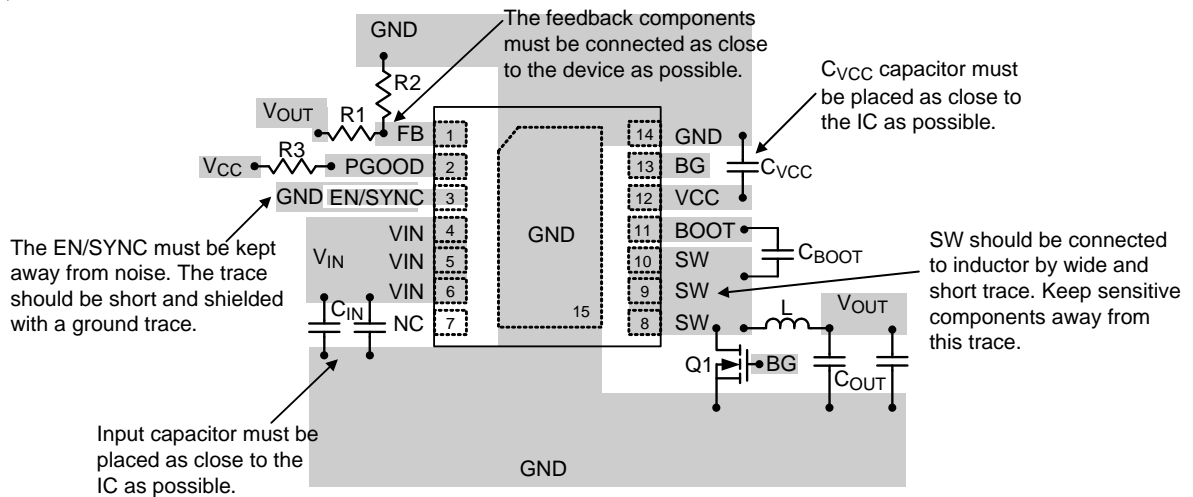 GND
The feedback components
must be connected as close
to the device as possible.
CVCC capacitor must
be placed as close to
the IC as possible.
R2
VOUT
R1
FB
1
14
GND
CVCC
VCC
R3
PGOOD
2
13
BG
GND
EN/SYNC
3
12
VCC
The EN/SYNC must be kept
away from noise. The trace
should be short and shielded
with a ground trace.
VIN
VIN
4
11
BOOT
CBOOT
VIN
5
GND
10
SW
VIN
6
9
SW
SW should be connected
to inductor by wide and
short trace. Keep sensitive
components away from
this trace.
CIN
NC
7
15
8
SW
L
VOUT
Q1
BG
COUT
Input capacitor must be
placed as close to the
IC as possible.
GND